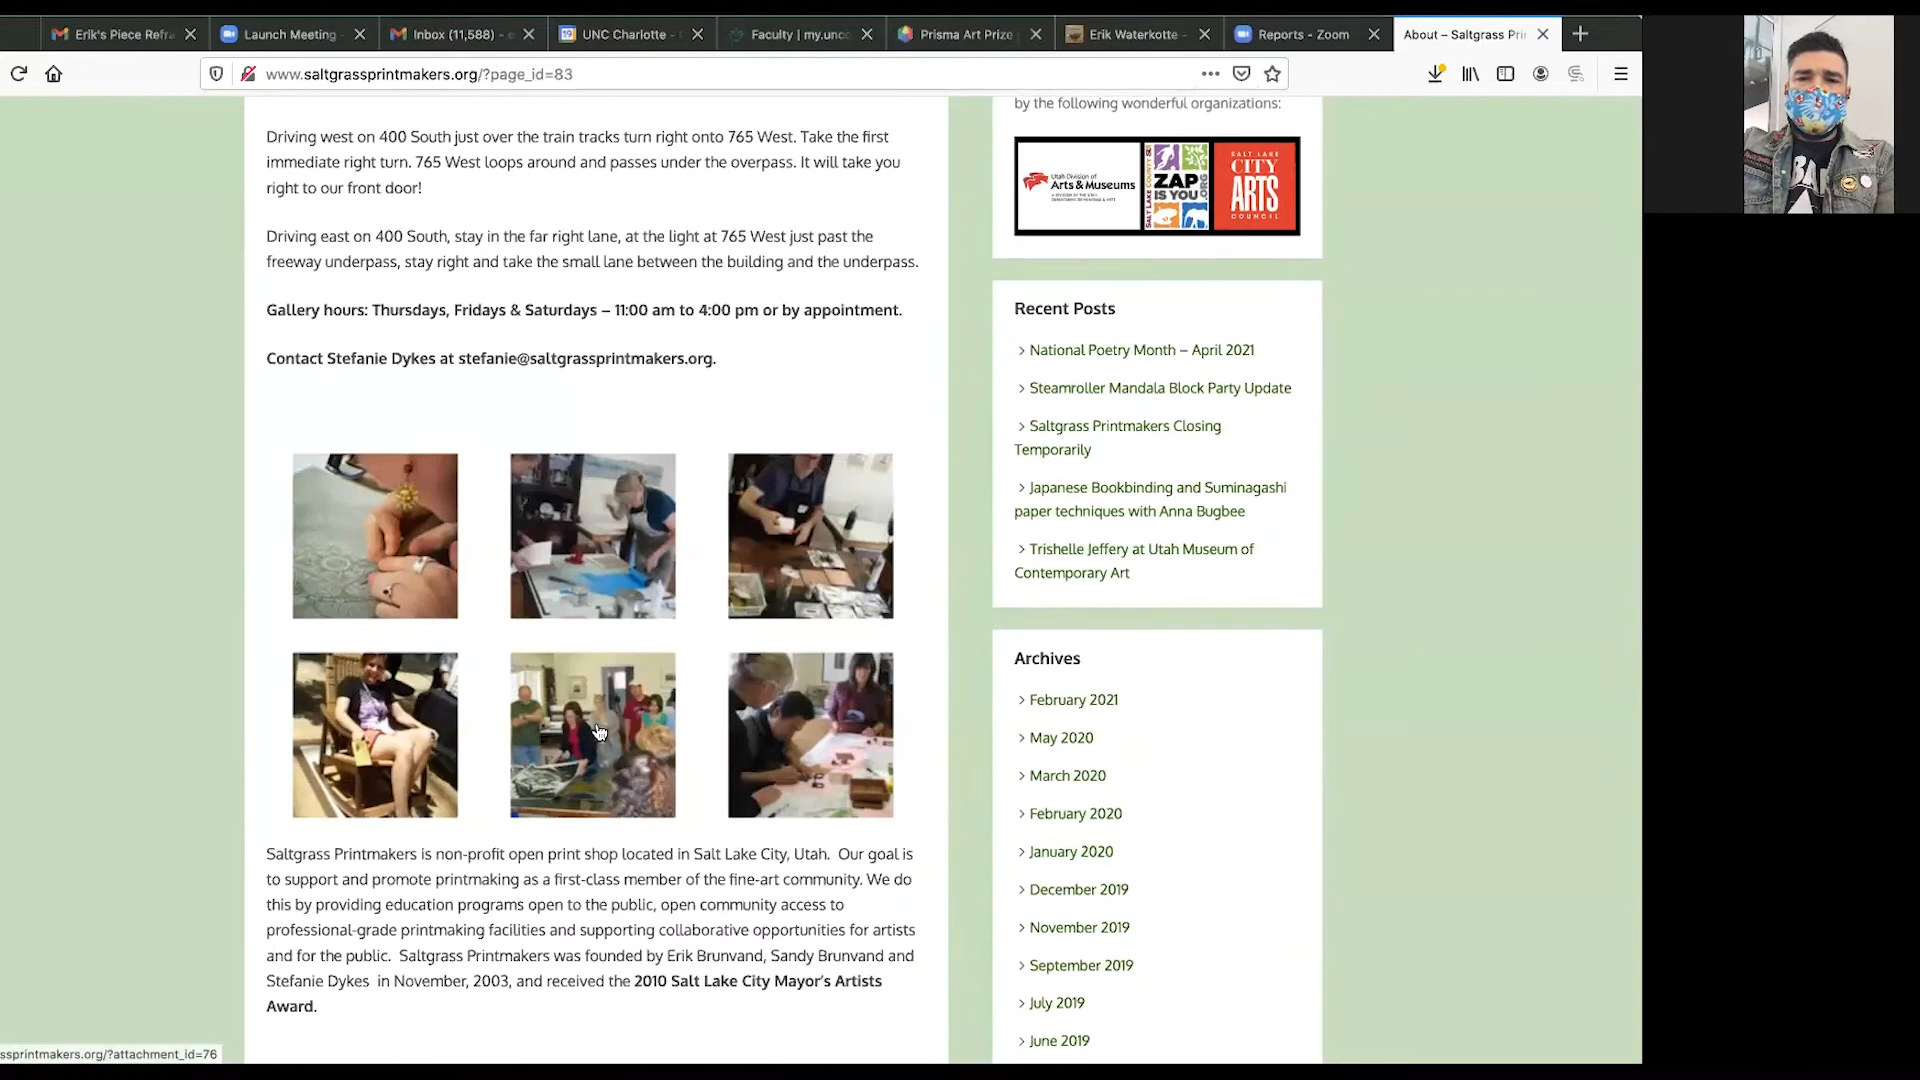 Erik's Piece Refra
Launch Meeting -
Inbox (11,588) - e
UNC Charlotte -
Faculty | my.unc
Prisma Art Prize
Erik Waterkotte -
Reports - Zoom
About – Saltgrass Prin
www.saltgrassprintmakers.org/?page_id=83
by the following wonderful organizations:
Utah Division of
Arts & Museums
SALT LAKE COUNTY
ZAP
IS YOU
.ORG
SALT LAKE
CITY
ARTS
COUNCIL
Driving west on 400 South just over the train tracks turn right onto 765 West. Take the first
immediate right turn. 765 West loops around and passes under the overpass. It will take you
right to our front door!
Driving east on 400 South, stay in the far right lane, at the light at 765 West just past the
freeway underpass, stay right and take the small lane between the building and the underpass.
Gallery hours: Thursdays, Fridays & Saturdays – 11:00 am to 4:00 pm or by appointment.
Contact Stefanie Dykes at stefanie@saltgrassprintmakers.org.
Saltgrass Printmakers is non-profit open print shop located in Salt Lake City, Utah. Our goal is
to support and promote printmaking as a first-class member of the fine-art community. We do
this by providing education programs open to the public, open community access to
professional-grade printmaking facilities and supporting collaborative opportunities for artists
and for the public. Saltgrass Printmakers was founded by Erik Brunvand, Sandy Brunvand and
Stefanie Dykes in November, 2003, and received the 2010 Salt Lake City Mayor's Artists
Award.
Recent Posts
> National Poetry Month – April 2021
> Steamroller Mandala Block Party Update
> Saltgrass Printmakers Closing
Temporarily
> Japanese Bookbinding and Suminagashi
paper techniques with Anna Bugbee
> Trishelle Jeffery at Utah Museum of
Contemporary Art
Archives
> February 2021
> May 2020
> March 2020
> February 2020
> January 2020
> December 2019
> November 2019
> September 2019
> July 2019
> June 2019
ssprintmakers.org/?attachment_id=76